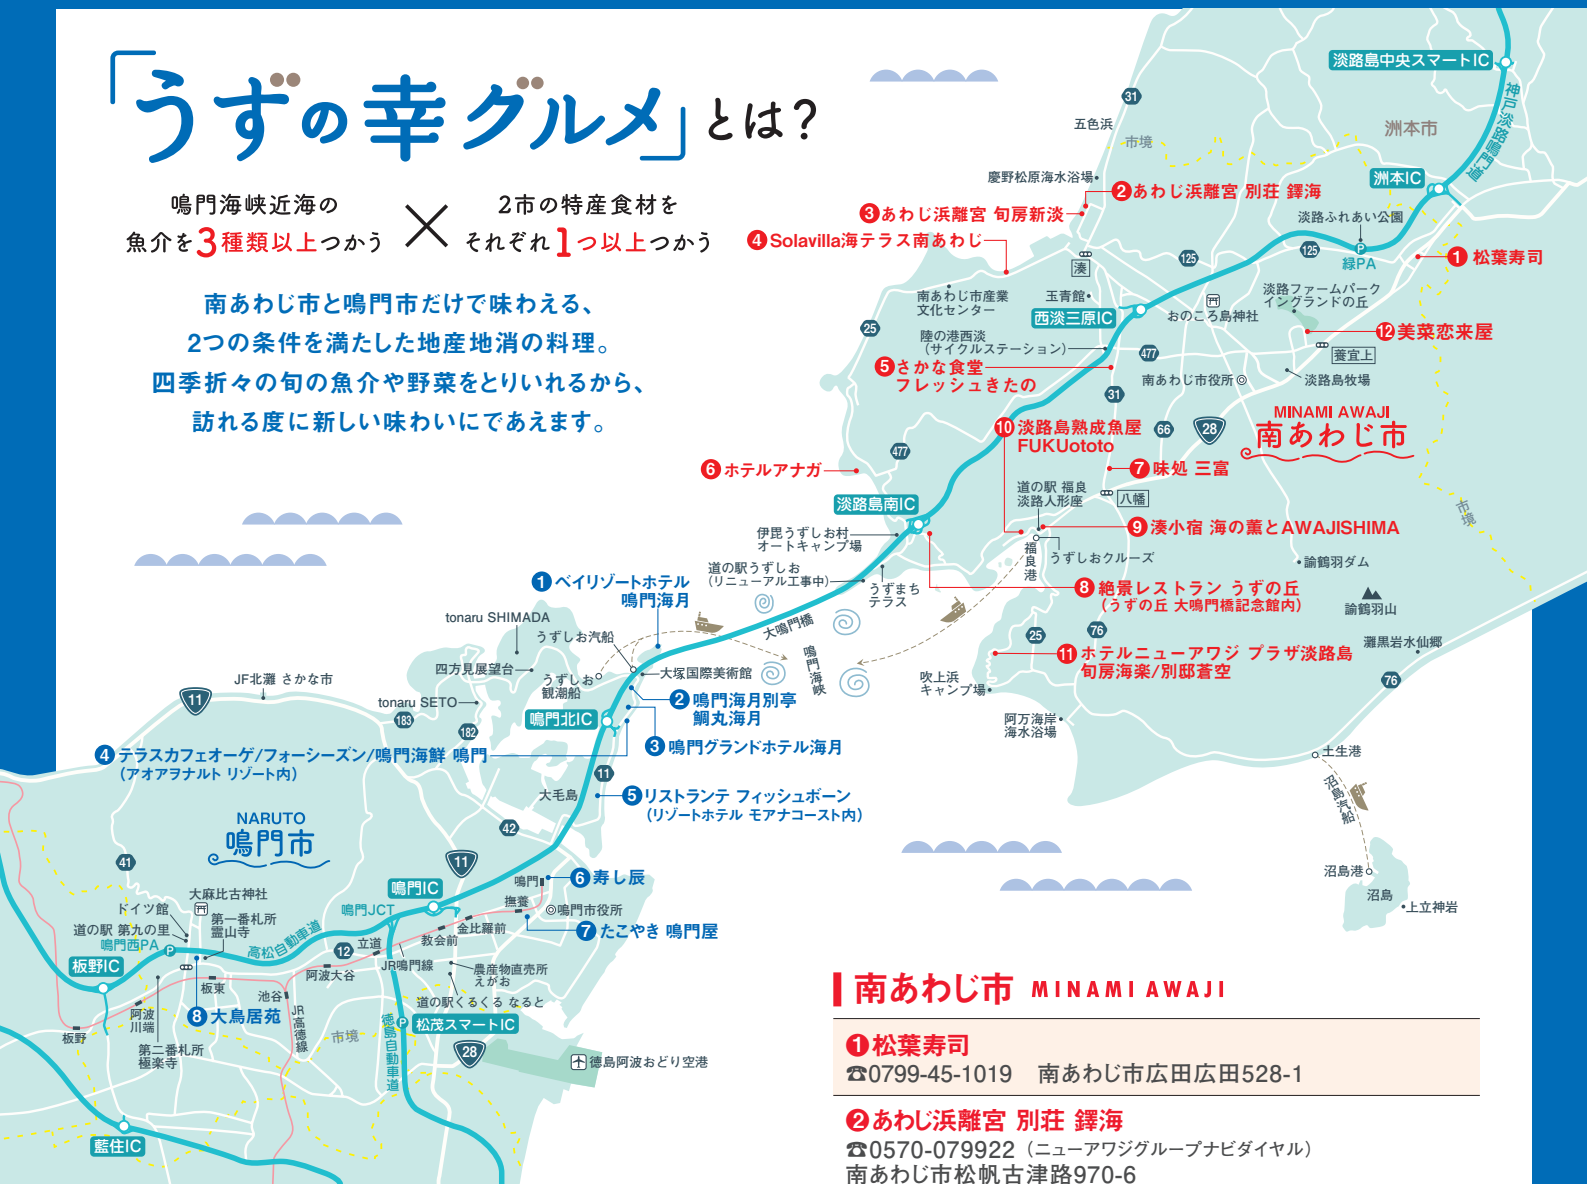 「うずの幸グルメ」とは?
鳴門海峡近海の
魚介を3種類以上つかう
×
2市の特産食材を
それぞれ1つ以上つかう
南あわじ市と鳴門市だけで味わえる、
2つの条件を満たした地産地消の料理。
四季折々の旬の魚介や野菜をとりいれるから、
訪れる度に新しい味わいにであえます。
淡路島中央スマートIC
神戸淡路鳴門道
31
五色浜
市境
洲本市
慶野松原海水浴場
洲本IC
❷あわじ浜離宮 別荘 鐸海
❸あわじ浜離宮 旬房新淡
❹Solavilla海テラス南あわじ
淡路ふれあい公園
125
125
P
緑PA
❶松葉寿司
湊
南あわじ市産業
文化センター
玉青館
西淡三原IC
おのころ島神社
淡路ファームパーク
イングランドの丘
⓬美菜恋来屋
25
陸の港西淡
(サイクルステーション)
477
養宜上
❺さかな食堂
フレッシュきたの
南あわじ市役所
淡路島牧場
31
MINAMI AWAJI
南あわじ市
❿淡路島熟成魚屋
FUKUototo
66
28
477
❻ホテルアナガ
❼味処 三富
道の駅 福良
淡路人形座
八幡
淡路島南IC
市境
伊毘うずしお村
オートキャンプ場
❾湊小宿 海の薫とAWAJISHIMA
福良港
うずしおクルーズ
諭鶴羽ダム
道の駅うずしお
(リニューアル工事中)
うずまち
テラス
❽絶景レストラン うずの丘
(うずの丘 大鳴門橋記念館内)
諭鶴羽山
❶ベイリゾートホテル
鳴門海月
tonaru SHIMADA
うずしお汽船
大鳴門橋
鳴門海峡
25
76
灘黒岩水仙郷
⓫ホテルニューアワジ プラザ淡路島
旬房海楽/別邸蒼空
四方見展望台
うずしお
観潮船
大塚国際美術館
吹上浜
キャンプ場
76
JF北灘 さかな市
11
tonaru SETO
❷鳴門海月別亭
鯛丸海月
183
鳴門北IC
182
阿万海岸
海水浴場
❸鳴門グランドホテル海月
❹テラスカフェオーゲ/フォーシーズン/鳴門海鮮 鳴門
(アオアヲナルト リゾート内)
土生港
11
大毛島
❺リストランテ フィッシュボーン
(リゾートホテル モアナコースト内)
沼島汽船
NARUTO
鳴門市
42
41
11
沼島港
沼島
上立神岩
鳴門
❻寿し辰
鳴門IC
大麻比古神社
撫養
鳴門市役所
ドイツ館
第一番札所
霊山寺
鳴門JCT
道の駅 第九の里
鳴門西PA
P
金比羅前
❼たこやき 鳴門屋
高松自動車道
12
立道
教会前
板野IC
阿波大谷
JR鳴門線
農産物直売所
えがお
板東
池谷
道の駅くるくる なると
❽大鳥居苑
阿波
川端
JR高徳線
P
松茂スマートIC
板野
市境
徳島自動車道
第二番札所
極楽寺
28
徳島阿波おどり空港
藍住IC
南あわじ市 MINAMI AWAJI
❶松葉寿司
☎0799-45-1019 南あわじ市広田広田528-1
❷あわじ浜離宮 別荘 鐸海
☎0570-079922(ニューアワジグループナビダイヤル)
南あわじ市松帆古津路970-6